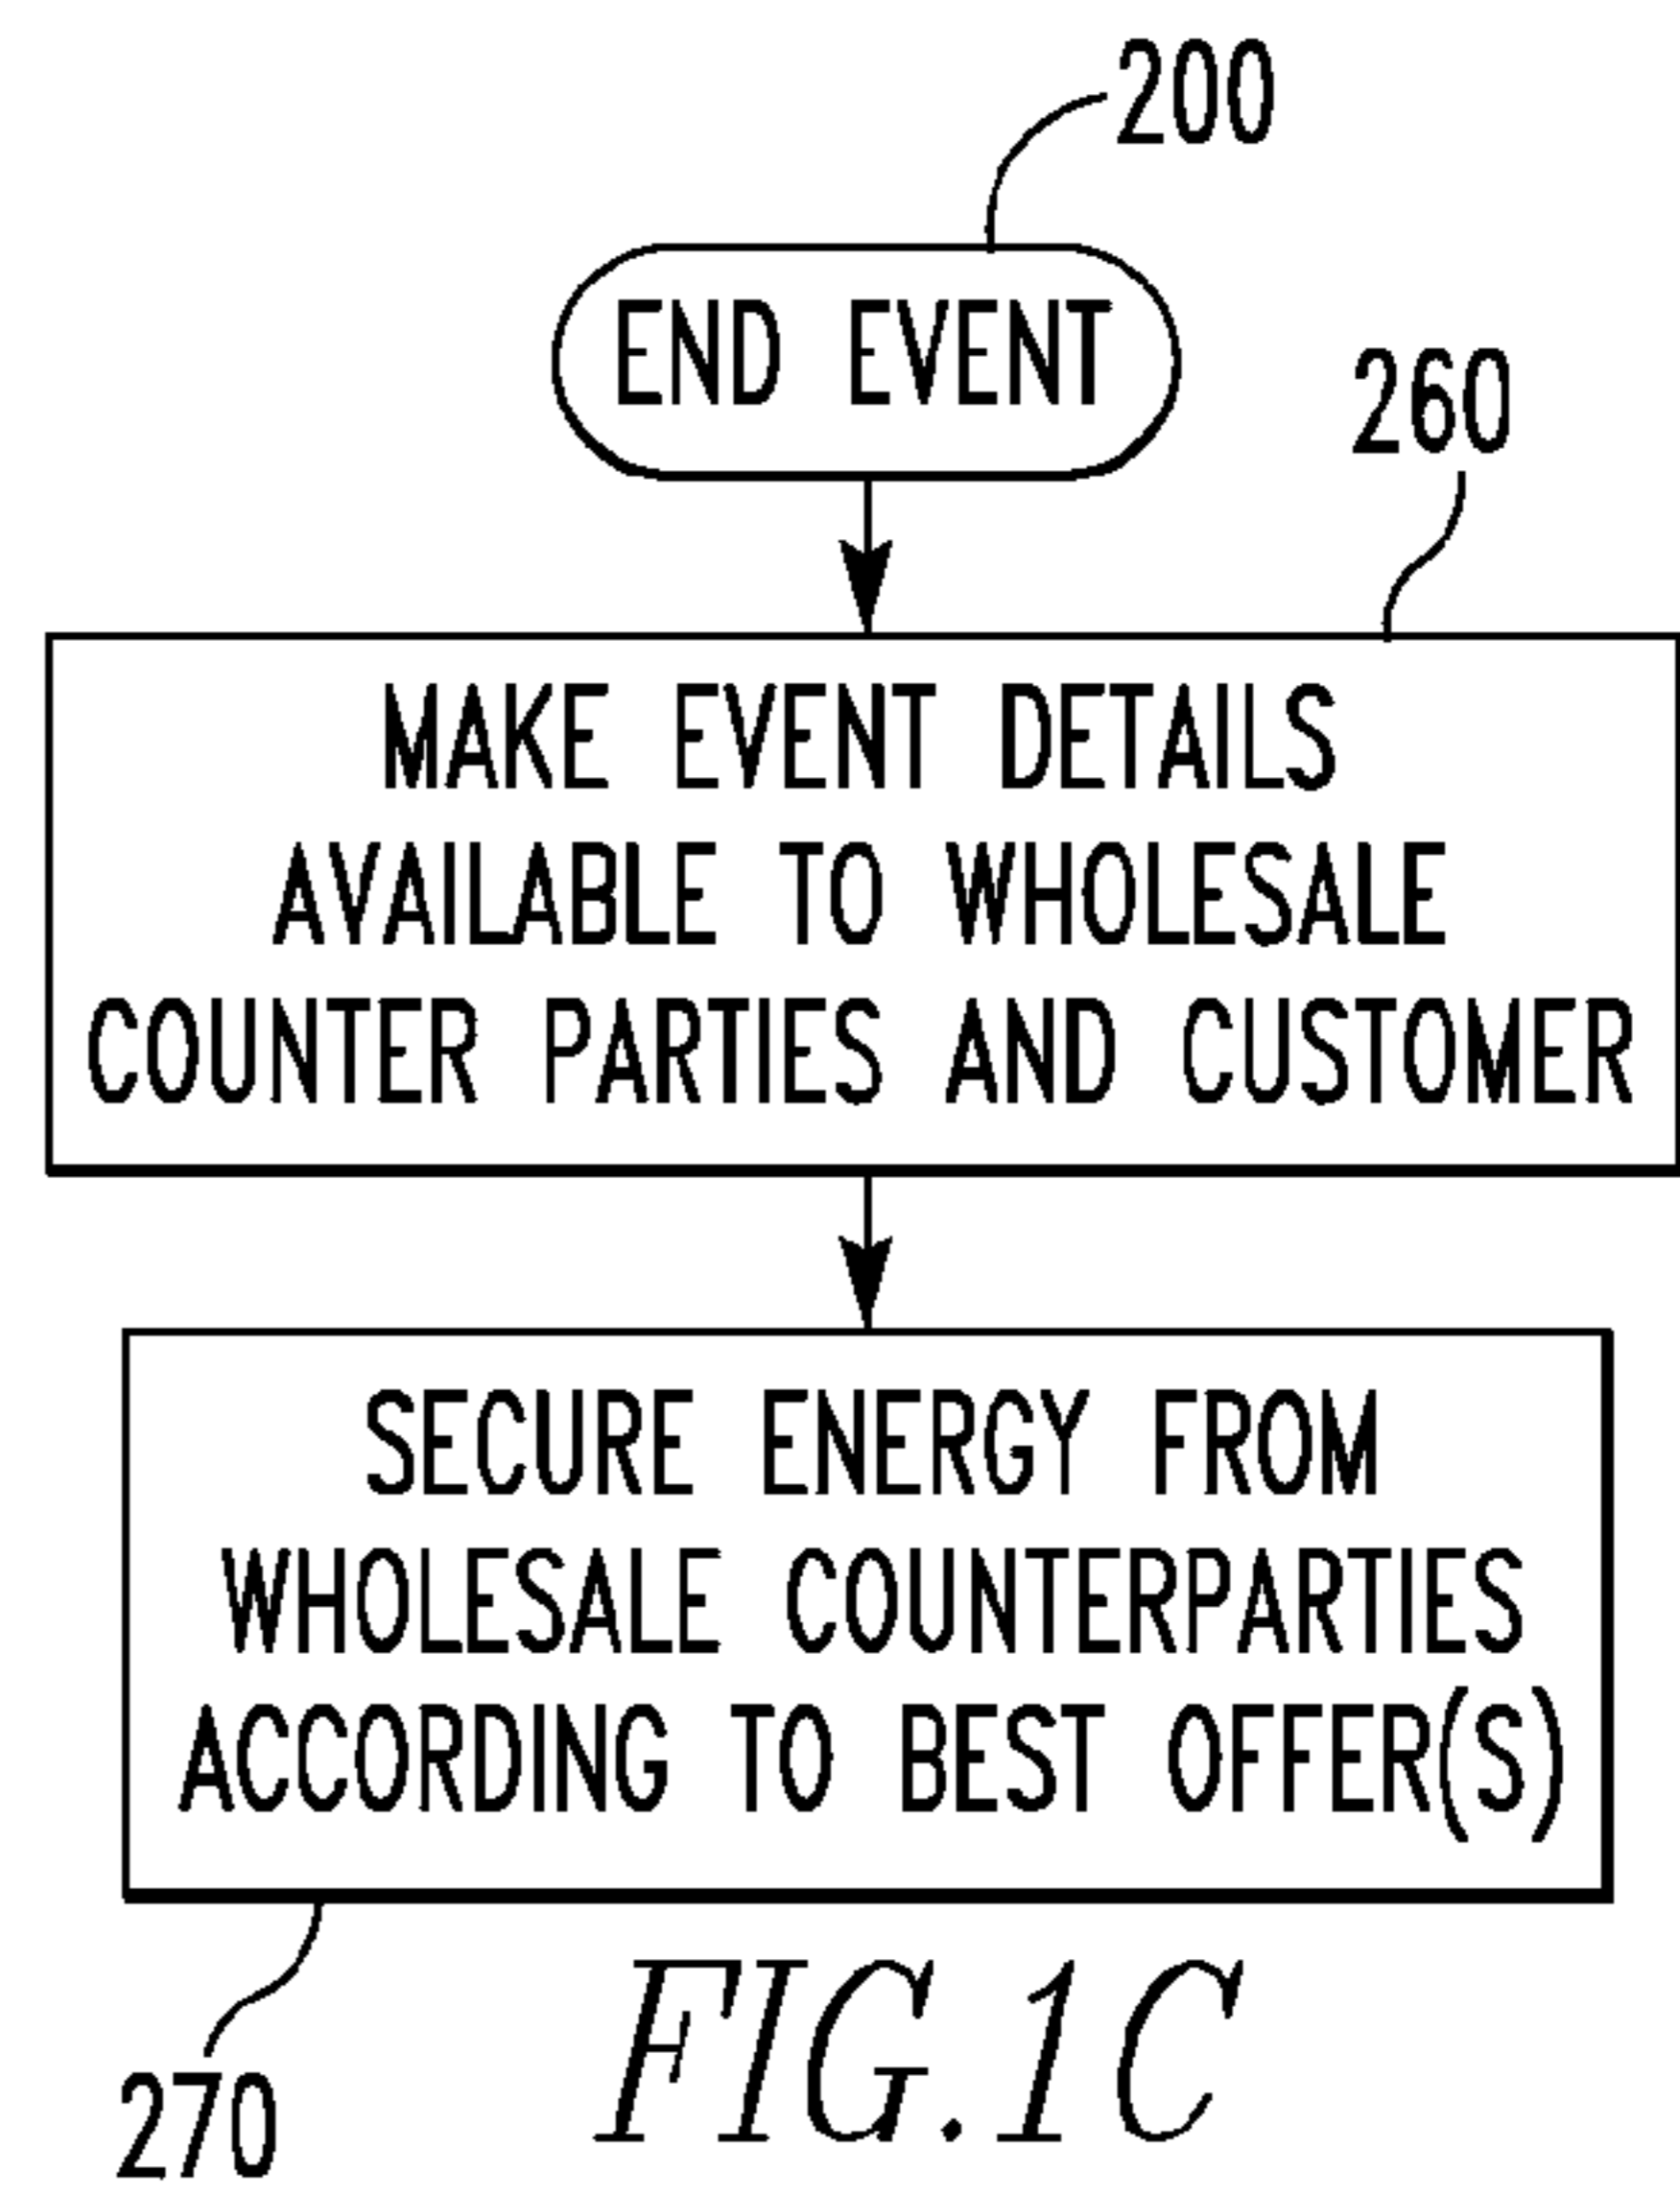 200
END EVENT
260
MAKE EVENT DETAILS
AVAILABLE TO WHOLESALE
COUNTER PARTIES AND CUSTOMER
SECURE ENERGY FROM
WHOLESALE COUNTERPARTIES
ACCORDING TO BEST OFFER(S)
270
FIG.1C